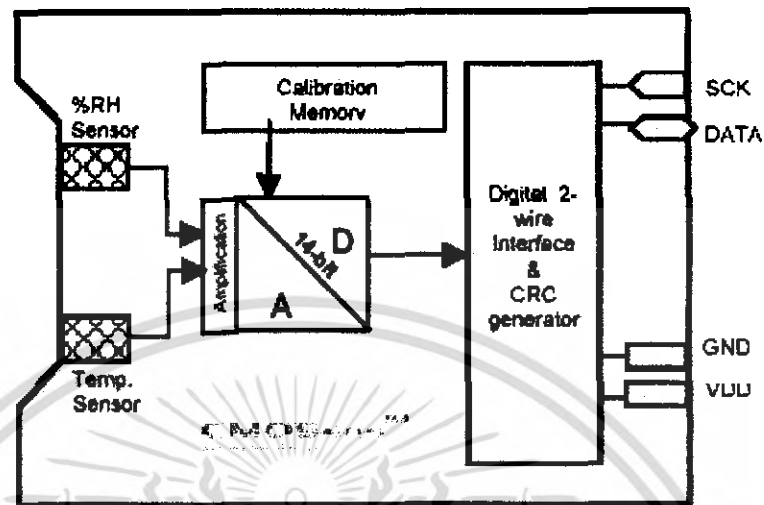 %RH
Sensor
Calibration
Memory
SCK
DATA
Amplification
14-bit
D
A
Digital 2-
wire
Interface
&
CRC
generator
GND
VDD
Temp.
Sensor